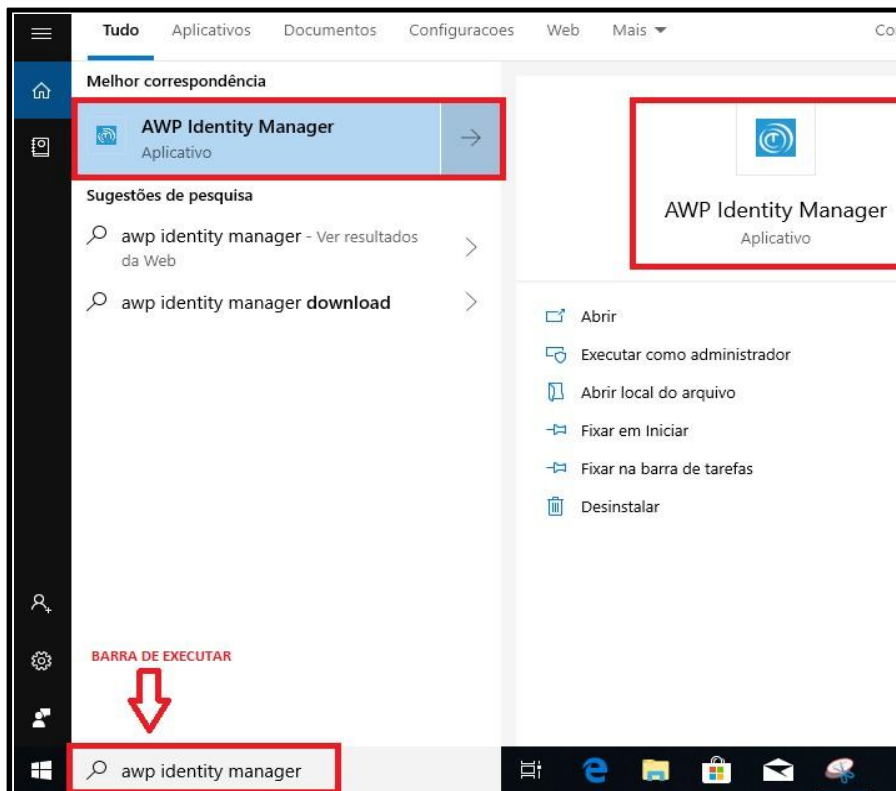 Tudo Aplicativos Documentos Configuracoes Web Mais Co
Melhor correspondência
AWP Identity Manager
Aplicativo
Sugestões de pesquisa
awp identity manager - Ver resultados
da Web
awp identity manager download
AWP Identity Manager
Aplicativo
Abrir
Executar como administrador
Abrir local do arquivo
Fixar em Iniciar
Fixar na barra de tarefas
Desinstalar
BARRA DE EXECUTAR
awp identity manager